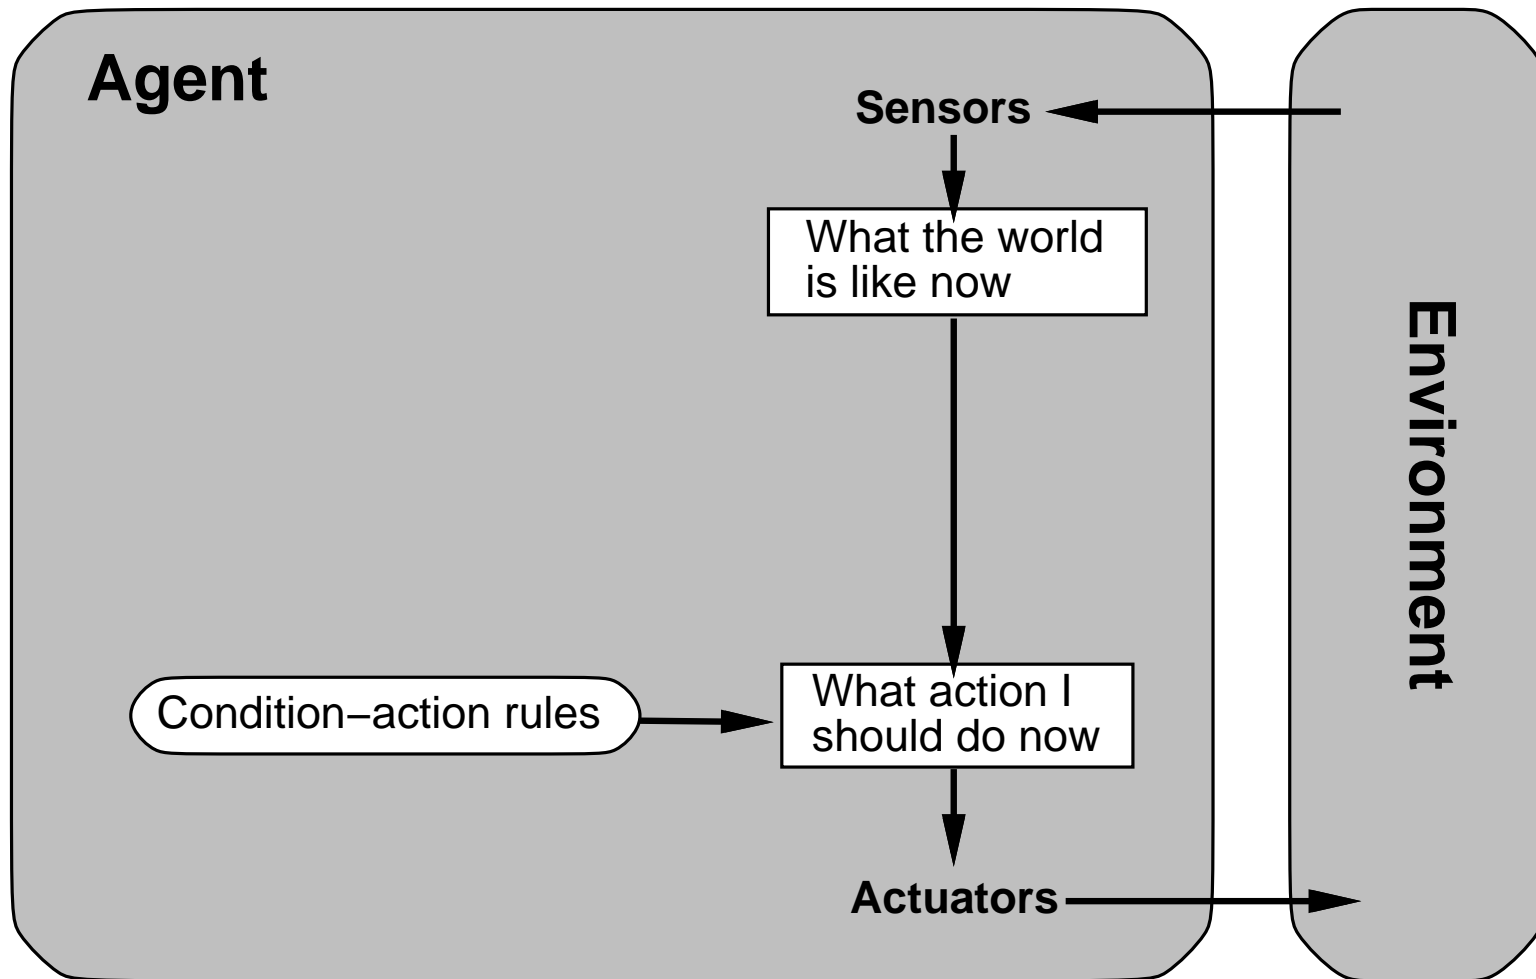 Agent
Sensors
What the world
is like now
Environment
Condition−action rules
What action I
should do now
Actuators